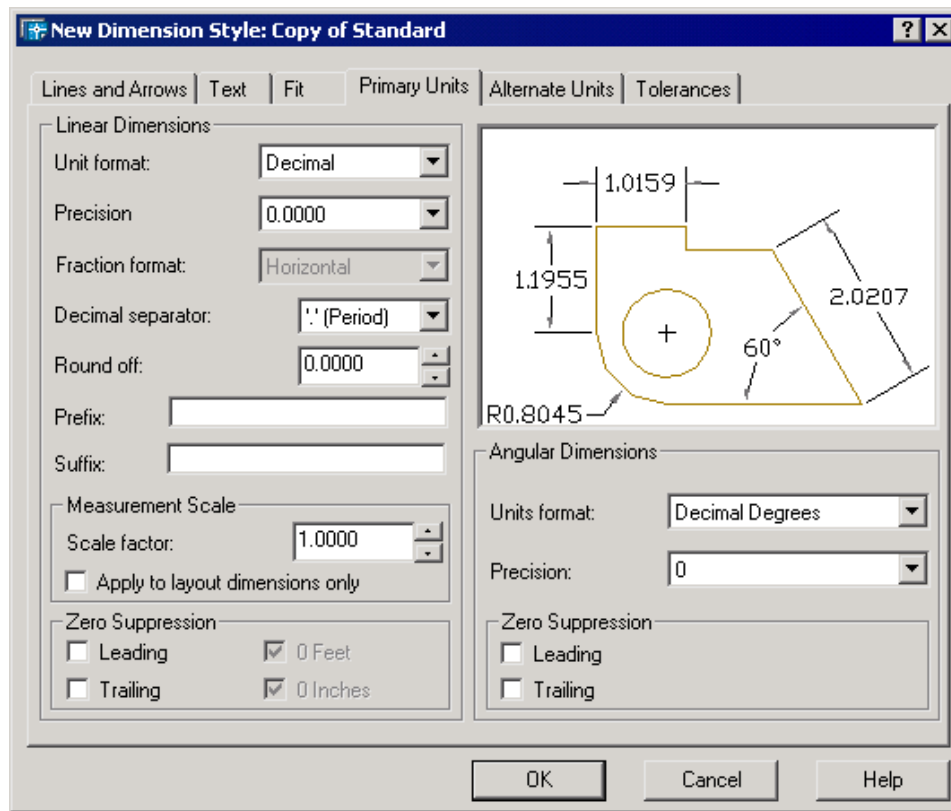 New Dimension Style: Copy of Standard
Lines and Arrows Text Fit Primary Units Alternate Units Tolerances
Linear Dimensions
Unit format: Decimal
Precision 0.0000
Fraction format: Horizontal
Decimal separator: '.' (Period)
Round off: 0.0000
Prefix:
Suffix:
Measurement Scale
Scale factor: 1.0000
Apply to layout dimensions only
Zero Suppression
Leading 0 Feet
Trailing 0 Inches
1.0159
1.1955
2.0207
60°
R0.8045
Angular Dimensions
Units format: Decimal Degrees
Precision: 0
Zero Suppression
Leading
Trailing
OK Cancel Help